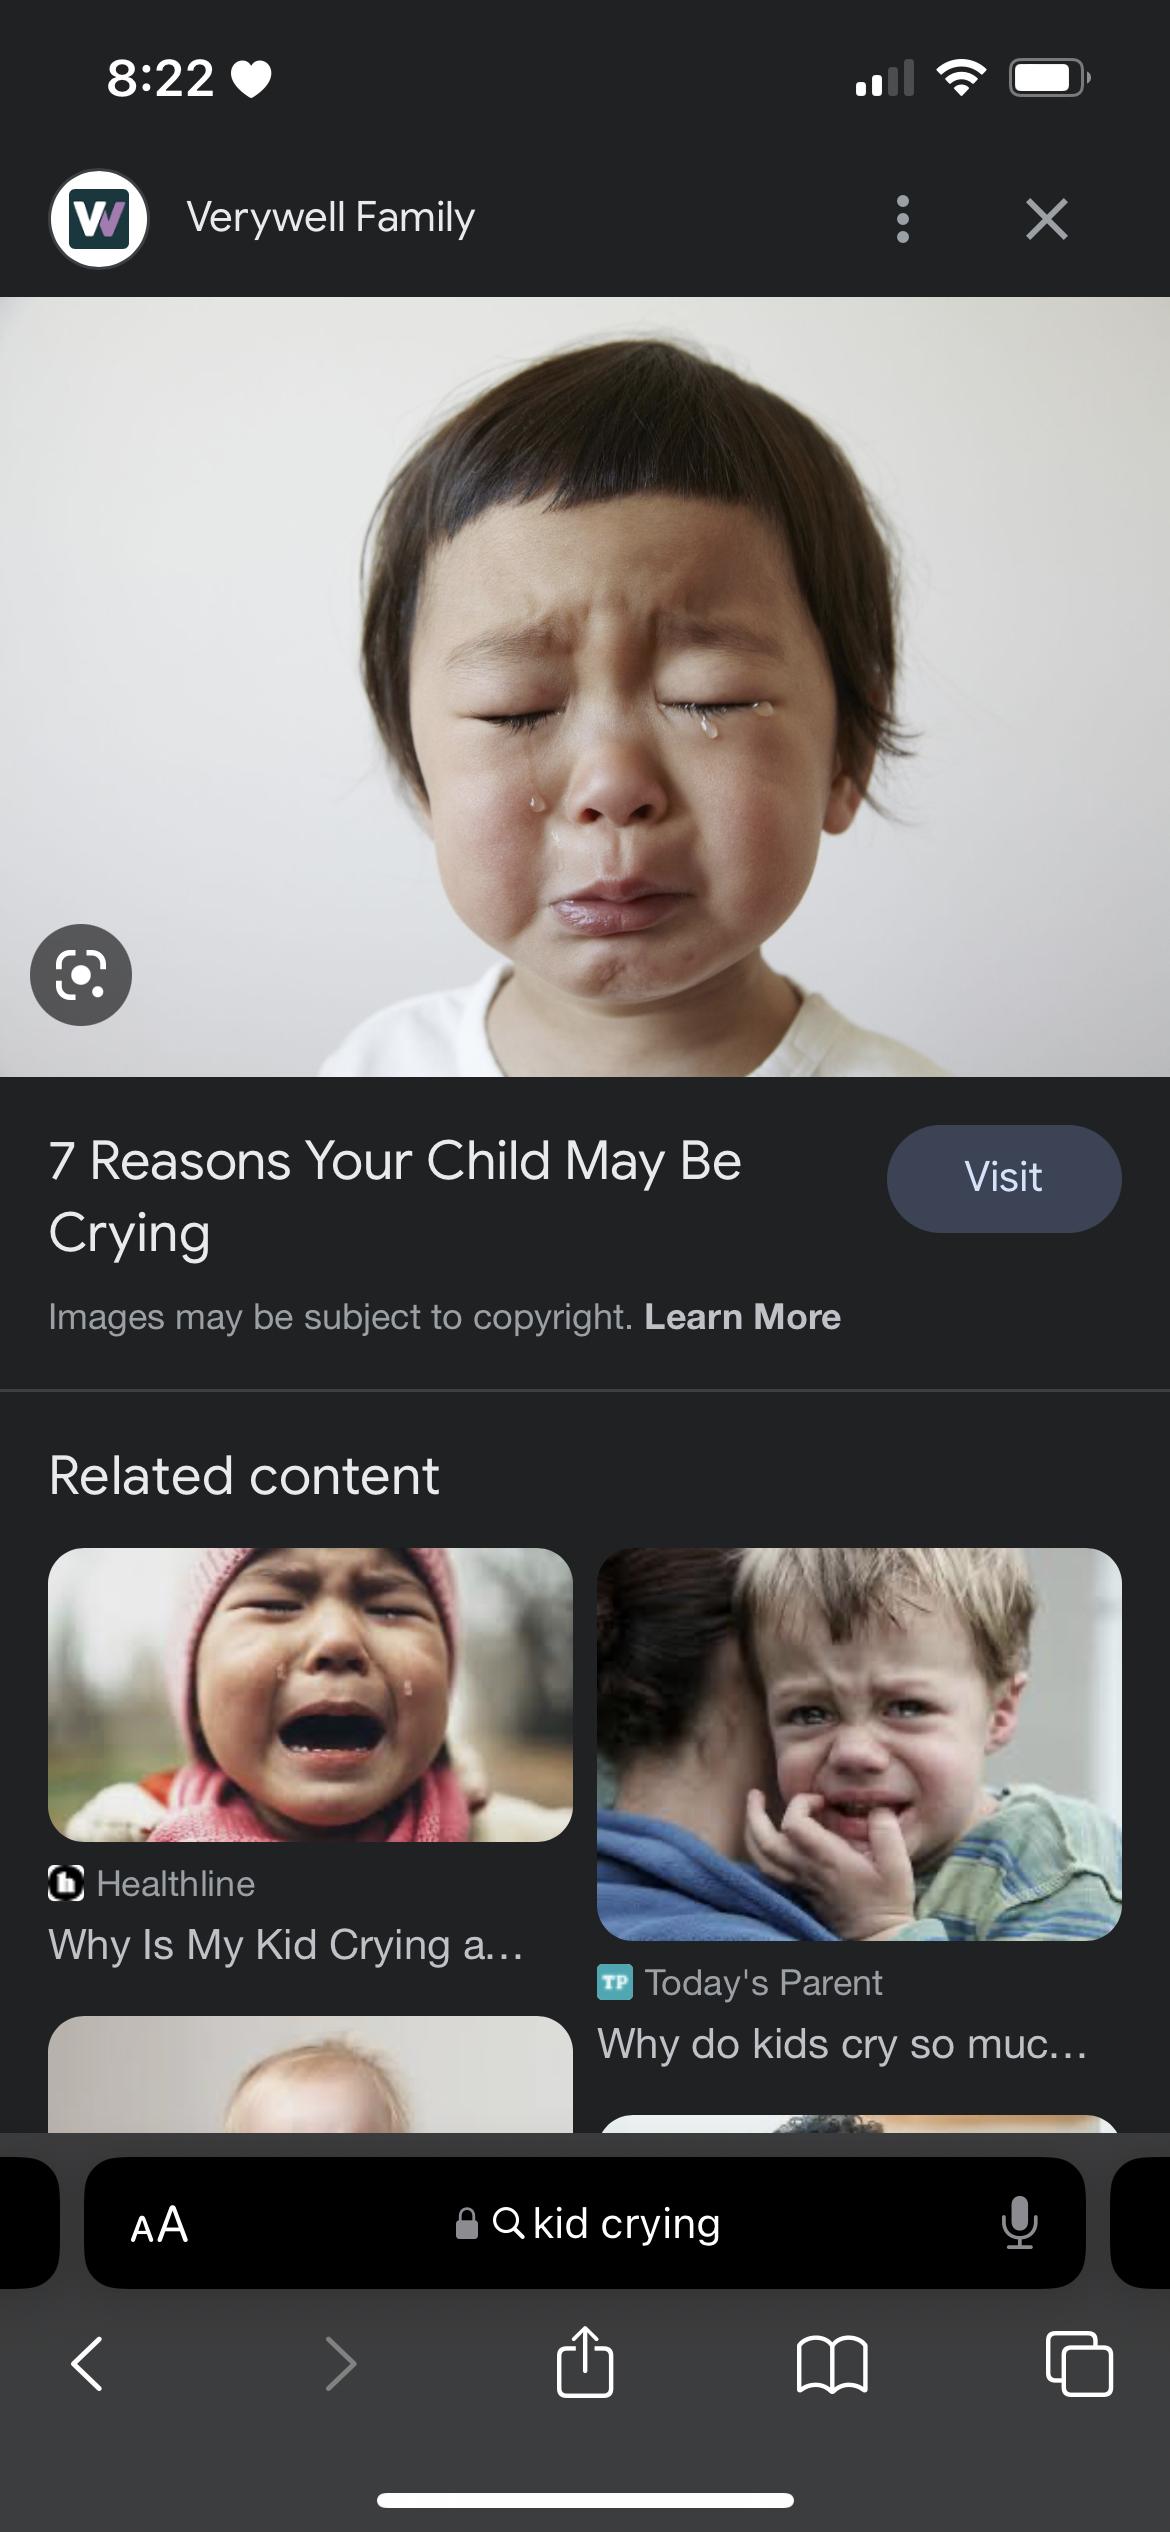 8:22
W Verywell Family
7 Reasons Your Child May Be
Crying
Visit
Images may be subject to copyright. Learn More
Related content
h Healthline
Why Is My Kid Crying a...
TP Today's Parent
Why do kids cry so muc...
AA kid crying